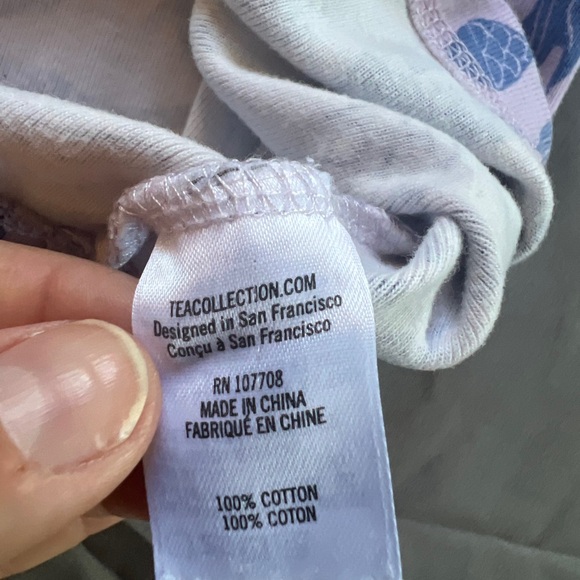 TEACOLLECTION.COM
Designed in San Francisco
Conçu à San Francisco
RN 107708
MADE IN CHINA
FABRIQUÉ EN CHINE
100% COTTON
100% COTON